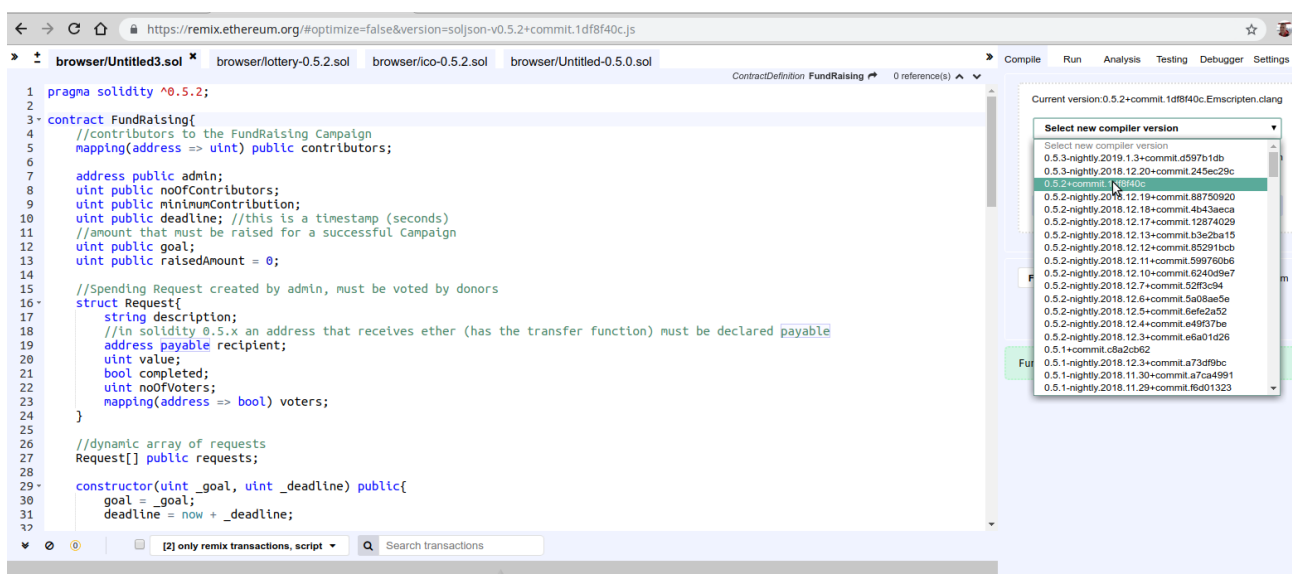 https://remix.ethereum.org/#optimize=false&version=soljson-v0.5.2+commit.1df8f40c.js
browser/Untitled3.sol browser/lottery-0.5.2.sol browser/ico-0.5.2.sol browser/Untitled-0.5.0.sol
ContractDefinition FundRaising 0 reference(s)
1 pragma solidity ^0.5.2;
2
3 contract FundRaising{
4 //contributors to the FundRaising Campaign
5 mapping(address => uint) public contributors;
6
7 address public admin;
8 uint public noOfContributors;
9 uint public minimumContribution;
10 uint public deadline; //this is a timestamp (seconds)
11 //amount that must be raised for a successful Campaign
12 uint public goal;
13 uint public raisedAmount = 0;
14
15 //Spending Request created by admin, must be voted by donors
16 struct Request{
17 string description;
18 //in solidity 0.5.x an address that receives ether (has the transfer function) must be declared payable
19 address payable recipient;
20 uint value;
21 bool completed;
22 uint noOfVoters;
23 mapping(address => bool) voters;
24 }
25
26 //dynamic array of requests
27 Request[] public requests;
28
29 constructor(uint _goal, uint _deadline) public{
30 goal = _goal;
31 deadline = now + _deadline;
32
0 [2] only remix transactions, script Search transactions
Compile Run Analysis Testing Debugger Settings
Current version:0.5.2+commit.1df8f40c.Emscripten.clang
Select new compiler version
Select new compiler version
0.5.3-nightly.2019.1.3+commit.d597b1db
0.5.3-nightly.2018.12.20+commit.245ec29c
0.5.2+commit.1df8f40c
0.5.2-nightly.2018.12.19+commit.88750920
0.5.2-nightly.2018.12.18+commit.4b43aeca
0.5.2-nightly.2018.12.17+commit.12874029
0.5.2-nightly.2018.12.13+commit.b3e2ba15
0.5.2-nightly.2018.12.12+commit.85291bcb
0.5.2-nightly.2018.12.11+commit.599760b6
0.5.2-nightly.2018.12.10+commit.6240d9e7
0.5.2-nightly.2018.12.7+commit.52ff3c94
0.5.2-nightly.2018.12.6+commit.5a08ae5e
0.5.2-nightly.2018.12.5+commit.6efe2a52
0.5.2-nightly.2018.12.4+commit.e49f37be
0.5.2-nightly.2018.12.3+commit.e6a01d26
0.5.1+commit.c8a2cb62
0.5.1-nightly.2018.12.3+commit.a73df9bc
0.5.1-nightly.2018.11.30+commit.a7ca4991
0.5.1-nightly.2018.11.29+commit.f6d01323
Fur